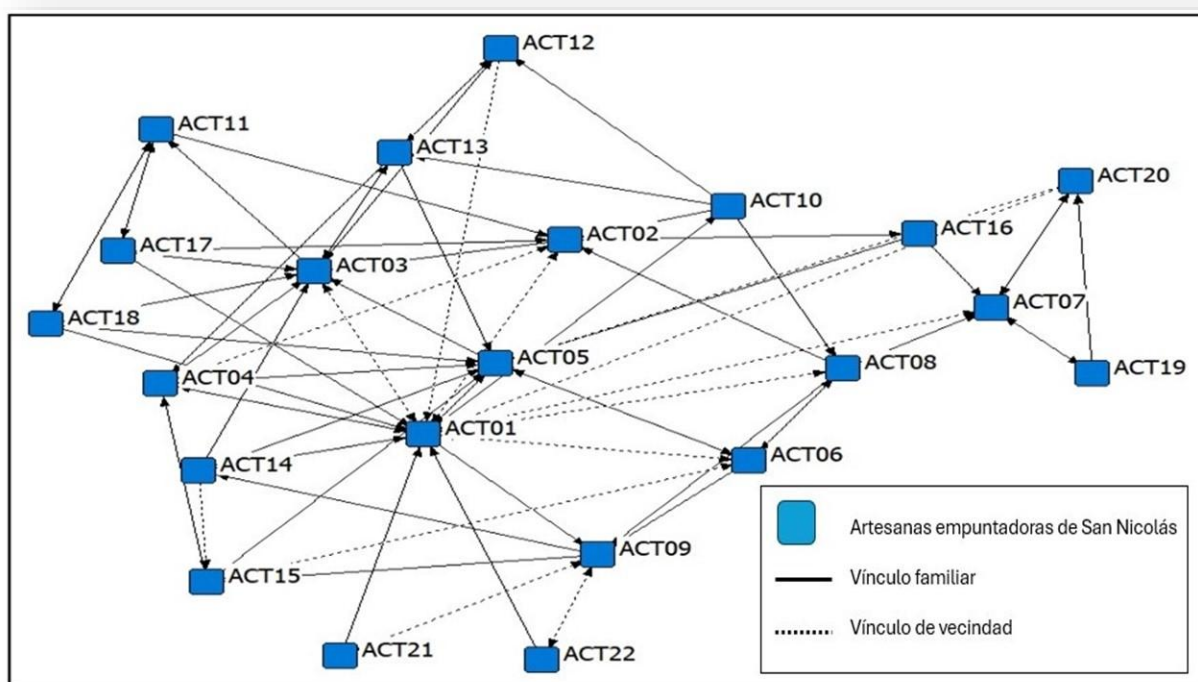 ACT12
ACT11
ACT13
ACT20
ACT10
ACT16
ACT02
ACT17
ACT03
ACT07
ACT18
ACT05
ACT08
ACT19
ACT04
ACT01
ACT06
ACT14
Artesanas empuntadoras de San Nicolás
ACT09
ACT15
Vínculo familiar
Vínculo de vecindad
ACT21
ACT22